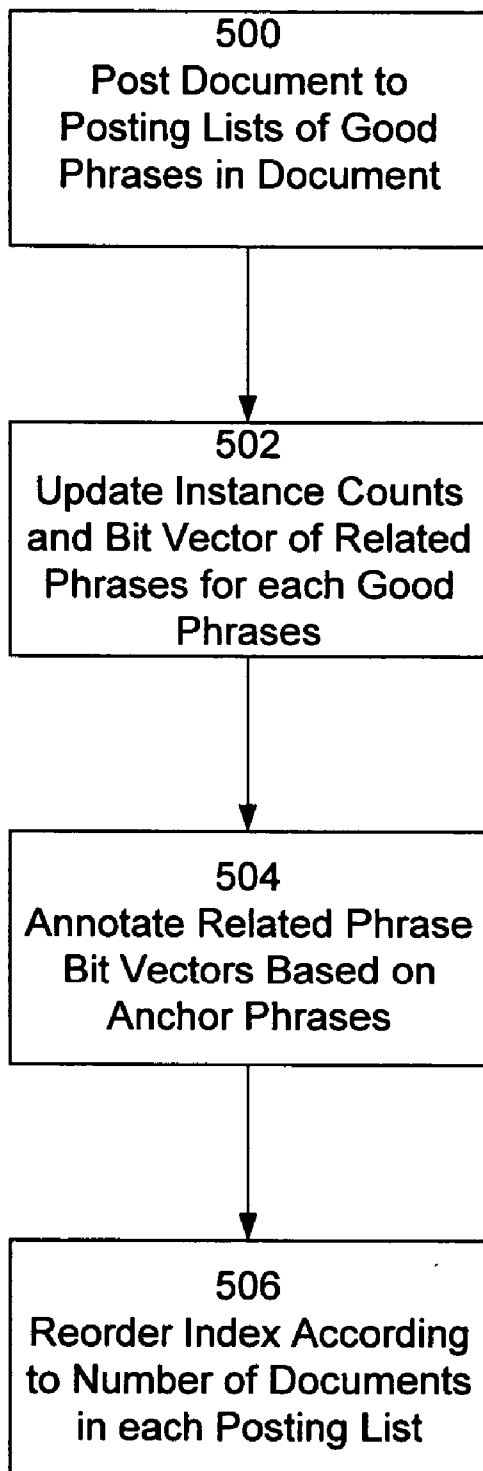 500
Post Document to
Posting Lists of Good
Phrases in Document
502
Update Instance Counts
and Bit Vector of Related
Phrases for each Good
Phrases
504
Annotate Related Phrase
Bit Vectors Based on
Anchor Phrases
506
Reorder Index According
to Number of Documents
in each Posting List